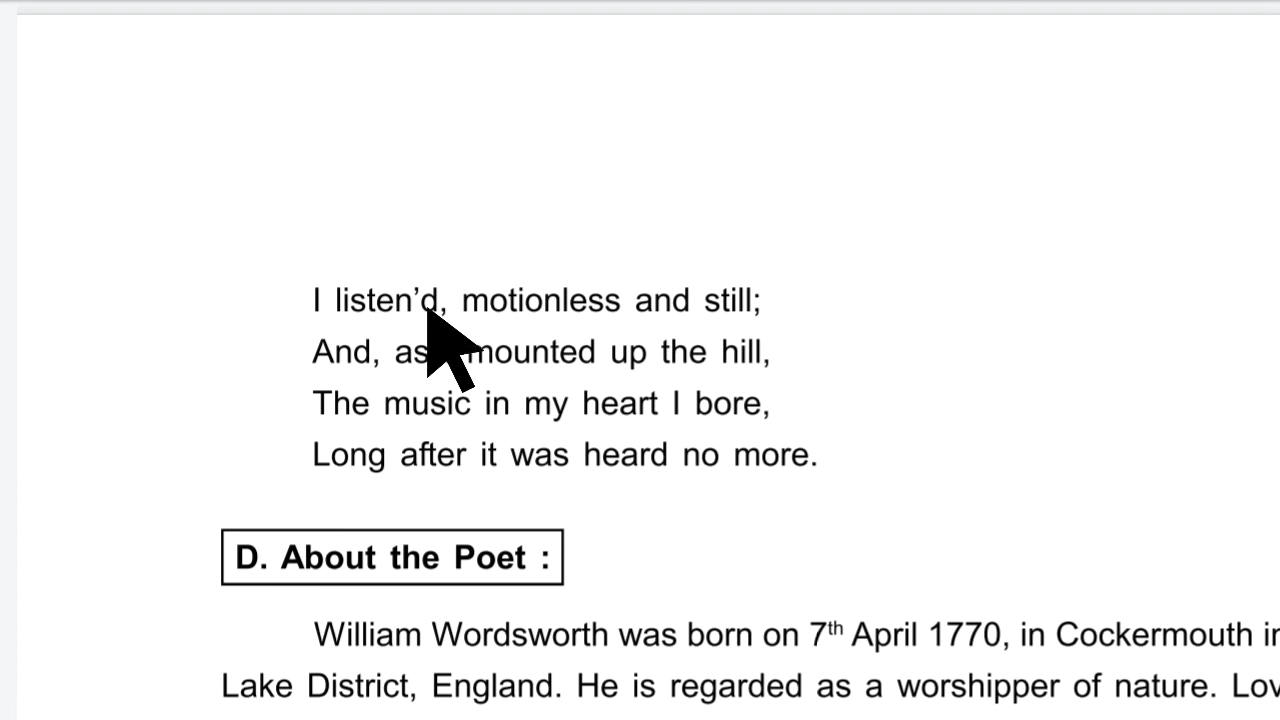 I listen’d, motionless and still;
And, as mounted up the hill,
The music in my heart I bore,
Long after it was heard no more.
D. About the Poet :
William Wordsworth was born on 7th April 1770, in Cockermouth
Lake District, England. He is regarded as a worshipper of nature.